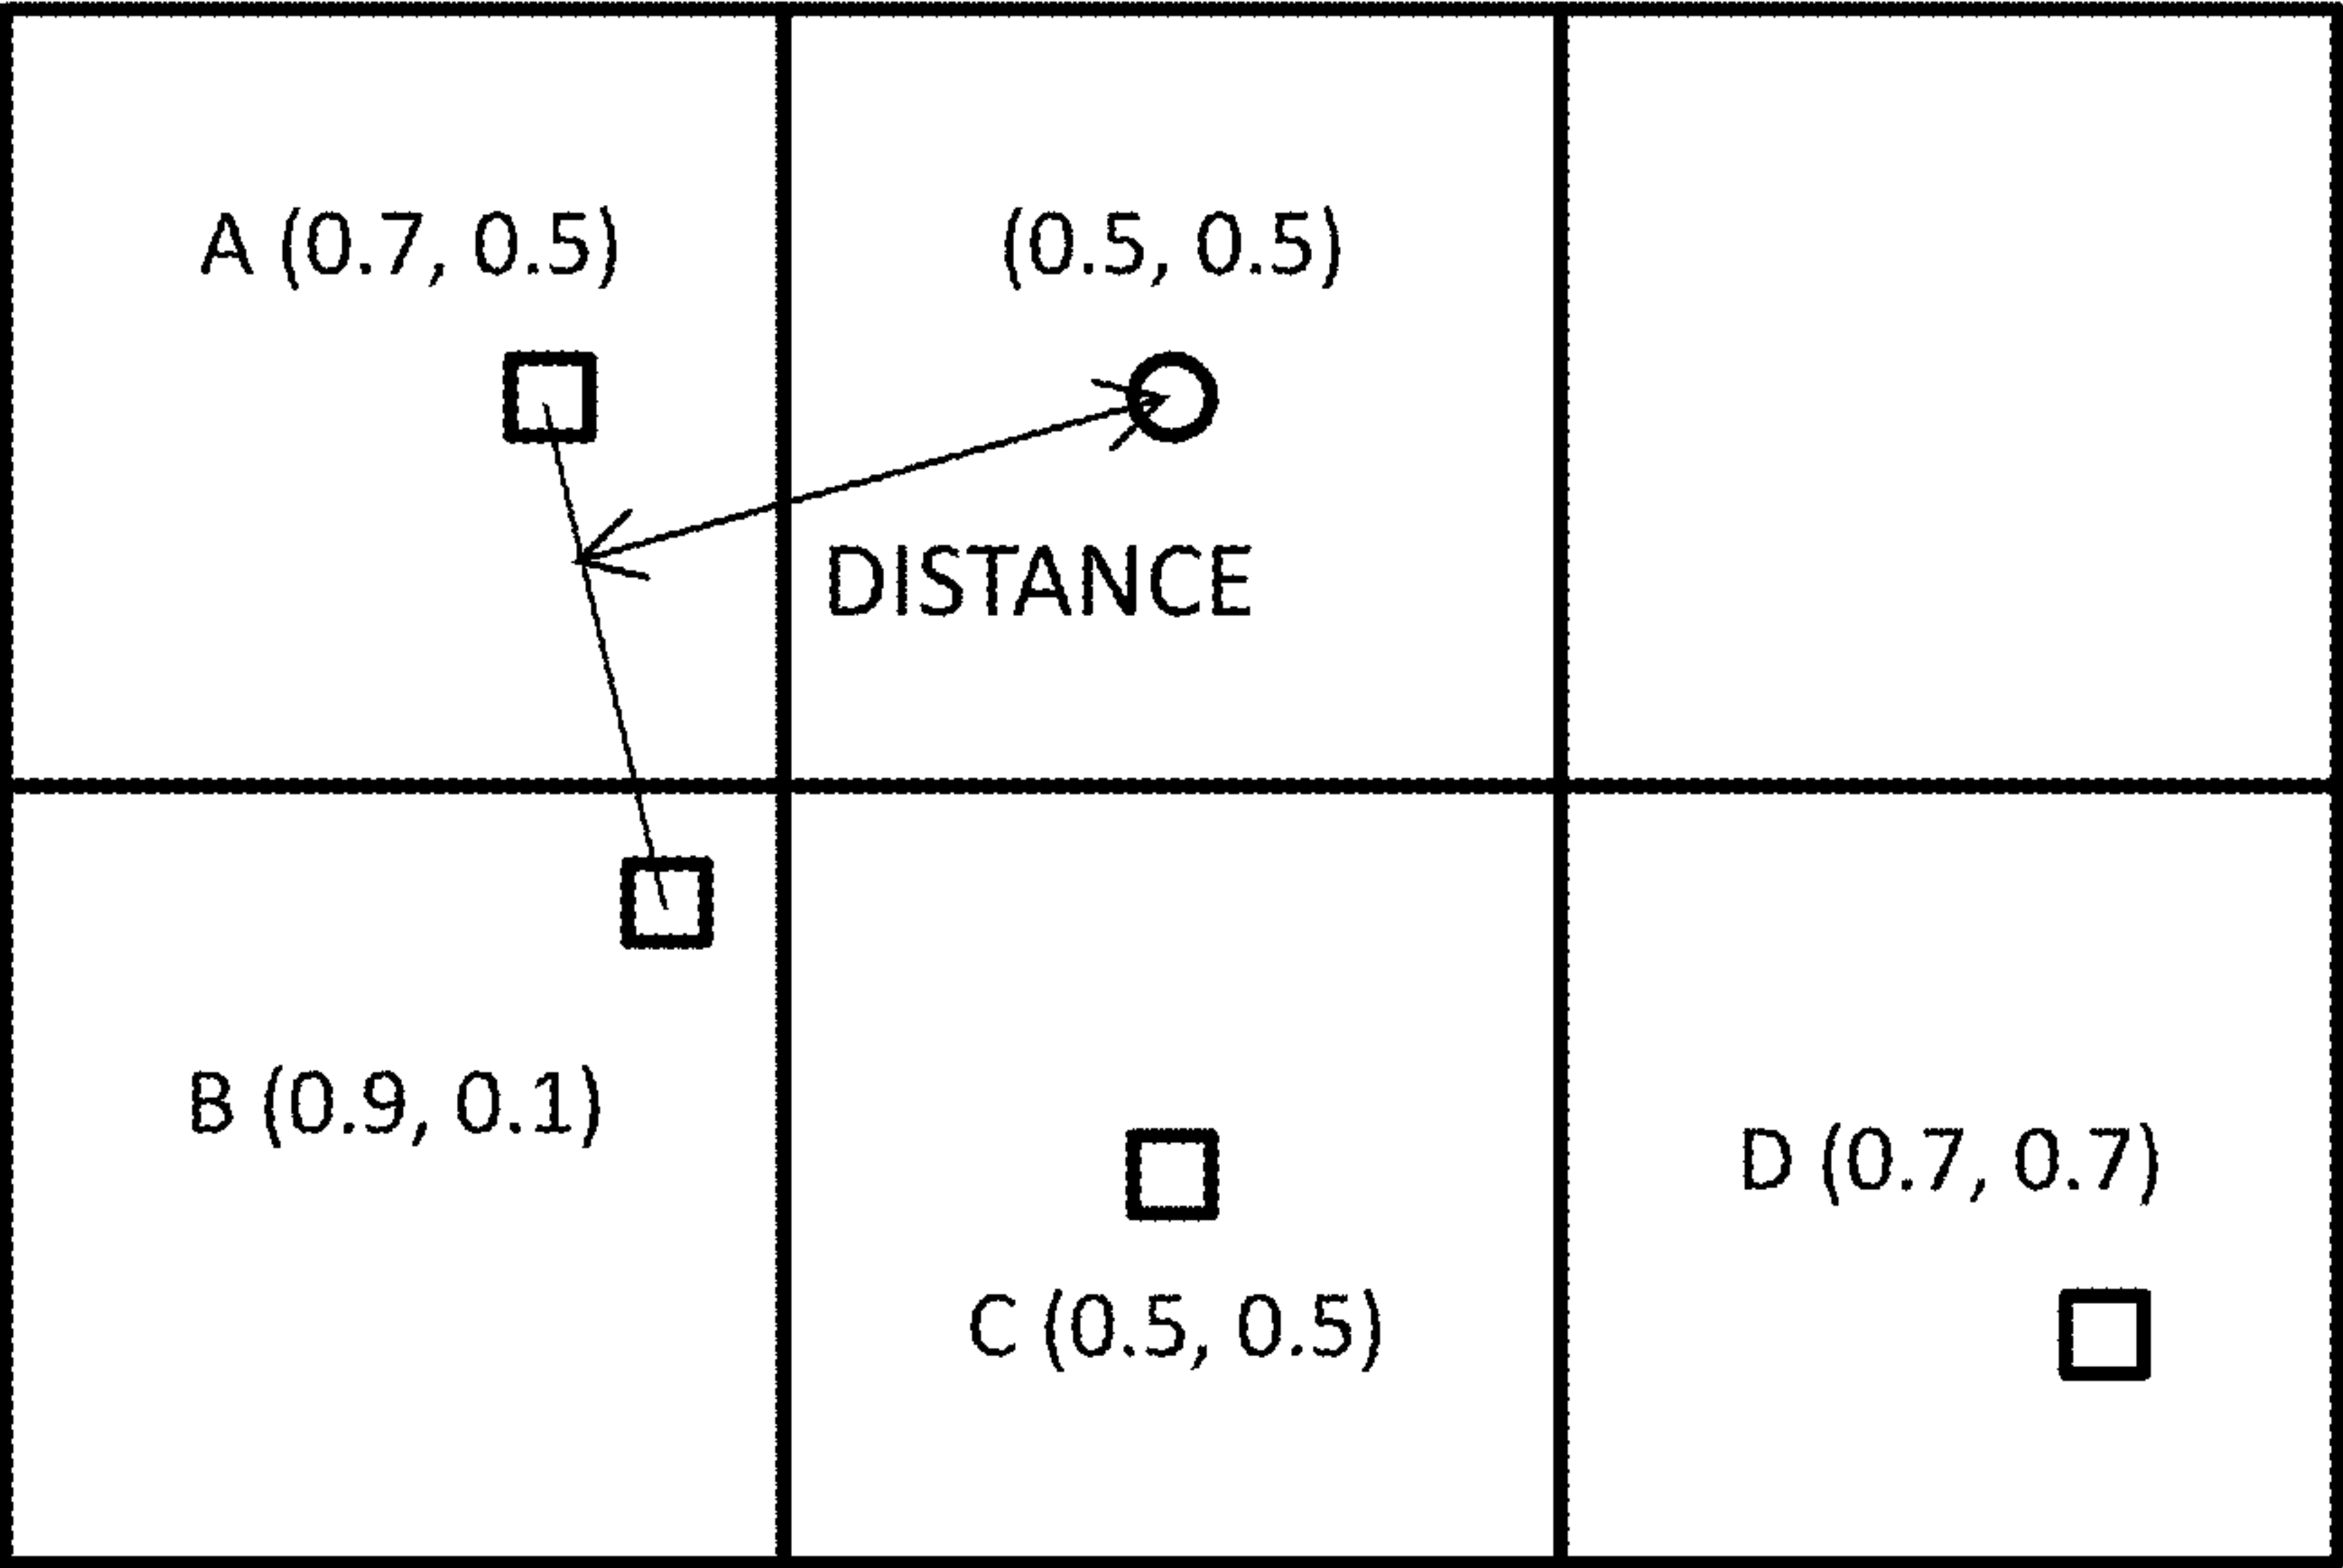 A (0.7, 0.5)
(0.5, 0.5)
DISTANCE
B (0.9, 0.1)
C (0.5, 0.5)
D (0.7, 0.7)